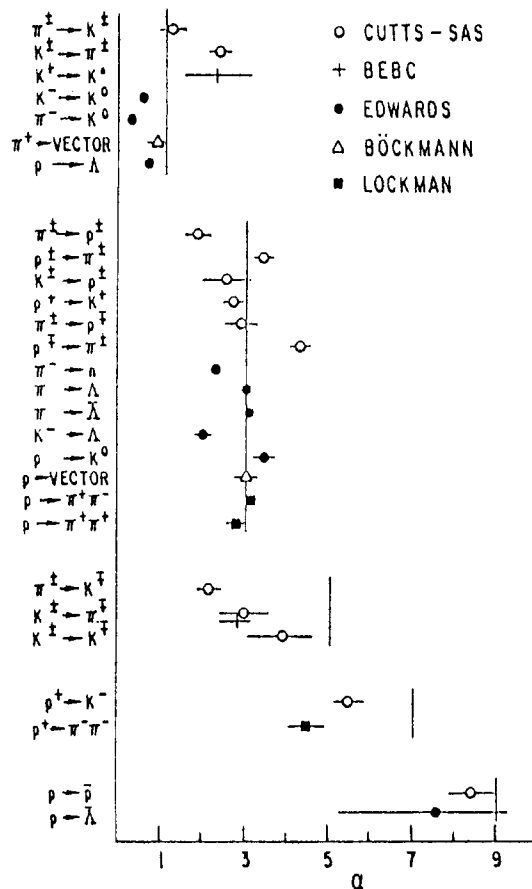 π± → K±
K± → π±
K+ → K°
K− → K0
π− → K0
π+ → VECTOR
p → Λ
○ CUTTS-SAS
+ BEBC
● EDWARDS
△ BÖCKMANN
■ LOCKMAN
π± → p±
p± → π±
K± → p±
p+ → K+
π± → p∓
p∓ → π±
π− → n
π → Λ
π → Λ̄
K− → Λ
p → K0
p → VECTOR
p → π+π−
p → π+π+
π± → K∓
K± → π∓
K± → K∓
p+ → K−
p+ → π−π−
p → p̄
p → Λ̄
1 3 5 7 9
α